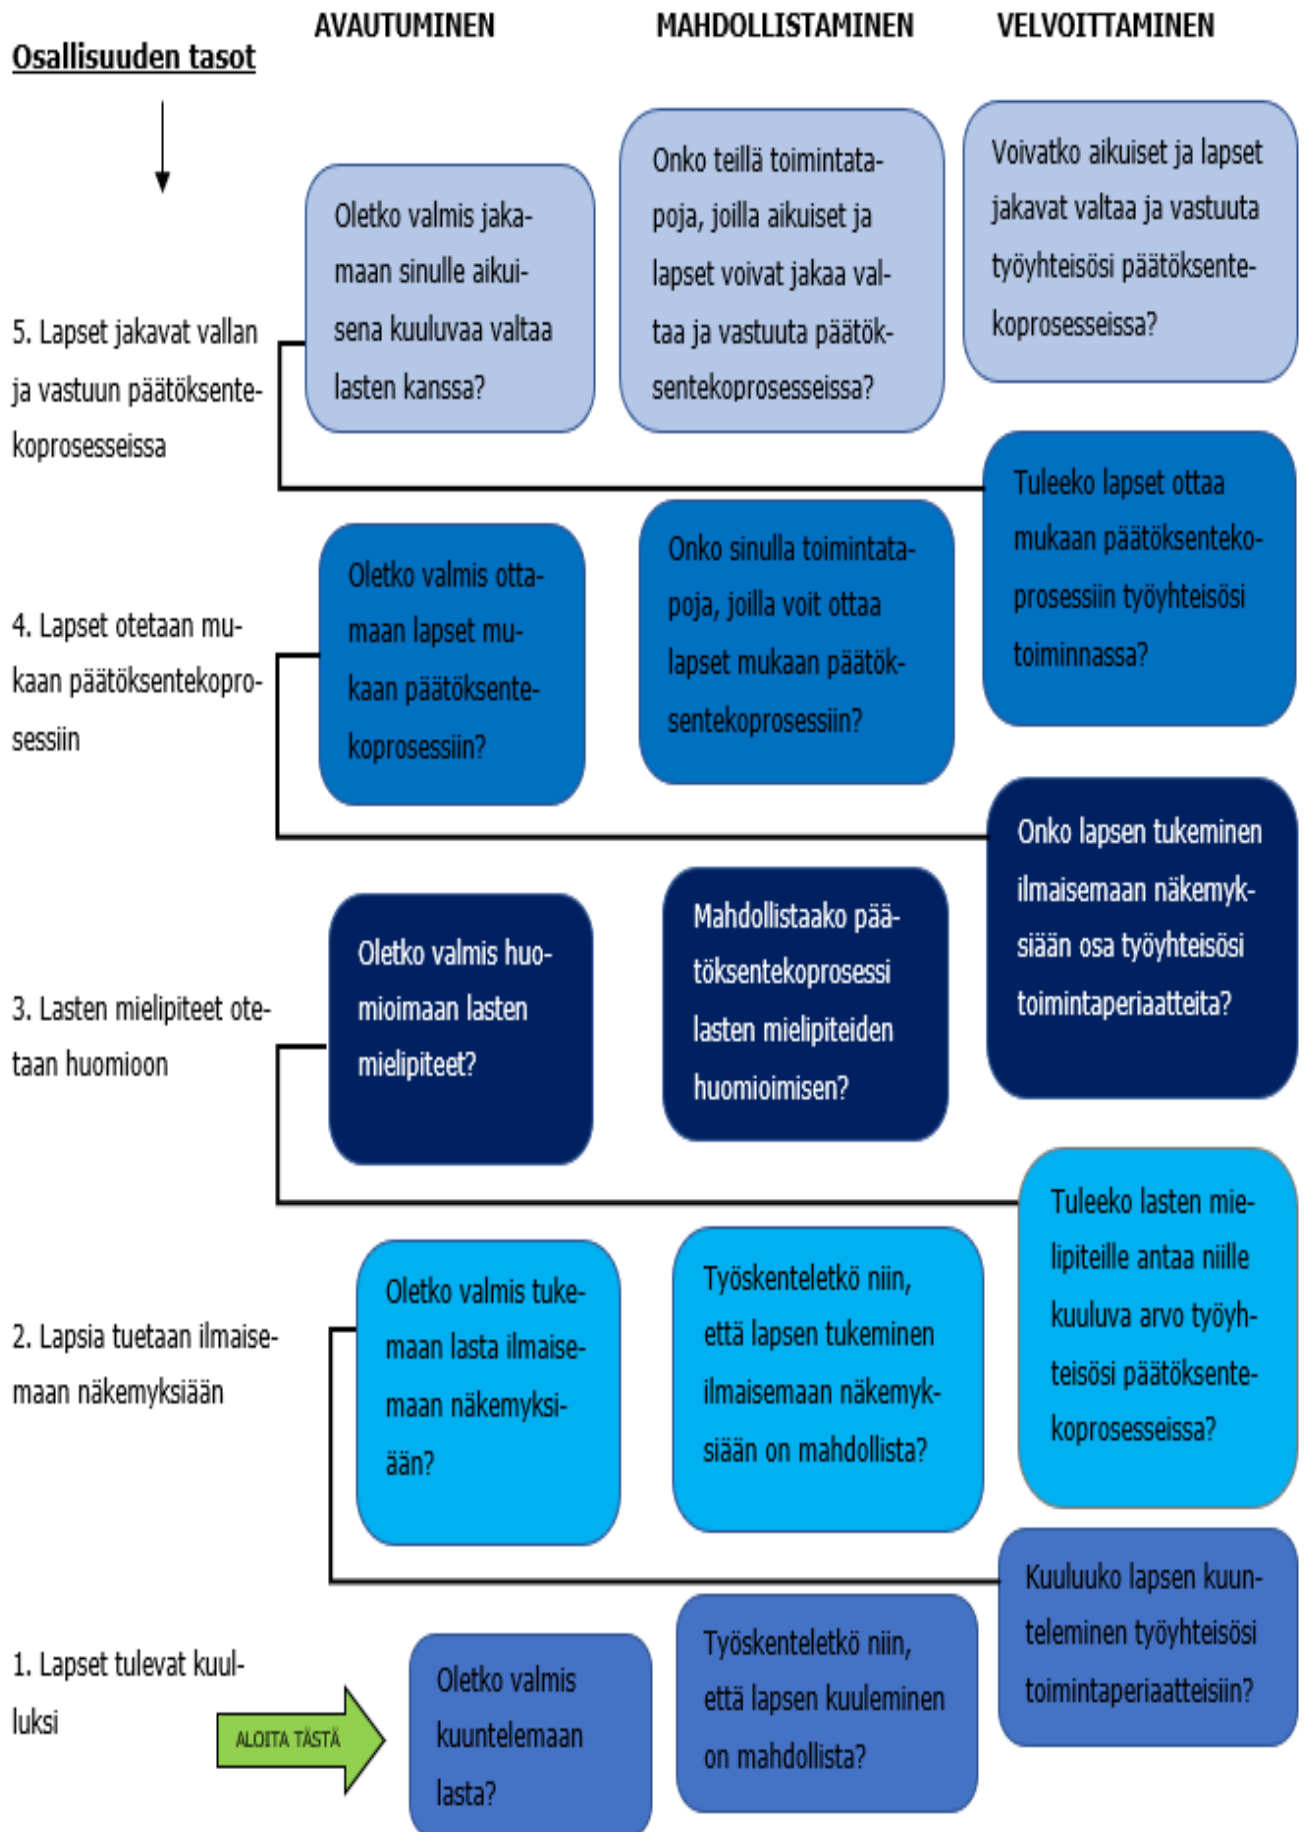 AVAUTUMINEN
MAHDOLLISTAMINEN
VELVOITTAMINEN
Osallisuuden tasot
5. Lapset jakavat vallan
ja vastuun päätöksente-
koprosesseissa
Oletko valmis jaka-
maan sinulle aikui-
sena kuuluvaa valtaa
lasten kanssa?
Onko teillä toimintata-
poja, joilla aikuiset ja
lapset voivat jakaa val-
taa ja vastuuta päätök-
sentekoprosesseissa?
Voivatko aikuiset ja lapset
jakavat valtaa ja vastuuta
työyhteisösi päätöksente-
koprosesseissa?
4. Lapset otetaan mu-
kaan päätöksentekopro-
sessiin
Oletko valmis otta-
maan lapset mu-
kaan päätöksente-
koprosessiin?
Onko sinulla toimintata-
poja, joilla voit ottaa
lapset mukaan päätök-
sentekoprosessiin?
Tuleeko lapset ottaa
mukaan päätöksenteko-
prosessiin työyhteisösi
toiminnassa?
3. Lasten mielipiteet ote-
taan huomioon
Oletko valmis huo-
mioimaan lasten
mielipiteet?
Mahdollistaako pää-
töksentekoprosessi
lasten mielipiteiden
huomioimisen?
Onko lapsen tukeminen
ilmaisemaan näkemyk-
siään osa työyhteisösi
toimintaperiaatteita?
2. Lapsia tuetaan ilmaise-
maan näkemyksiään
Oletko valmis tuke-
maan lasta ilmaise-
maan näkemyksi-
ään?
Työskenteletkö niin,
että lapsen tukeminen
ilmaisemaan näkemyk-
siään on mahdollista?
Tuleeko lasten mie-
lipiteille antaa niille
kuuluva arvo työyh-
teisösi päätöksente-
koprosesseissa?
1. Lapset tulevat kuul-
luksi
ALOITA TÄSTÄ
Oletko valmis
kuuntelemaan
lasta?
Työskenteletkö niin,
että lapsen kuuleminen
on mahdollista?
Kuuluuko lapsen kuun-
teleminen työyhteisösi
toimintaperiaatteisiin?